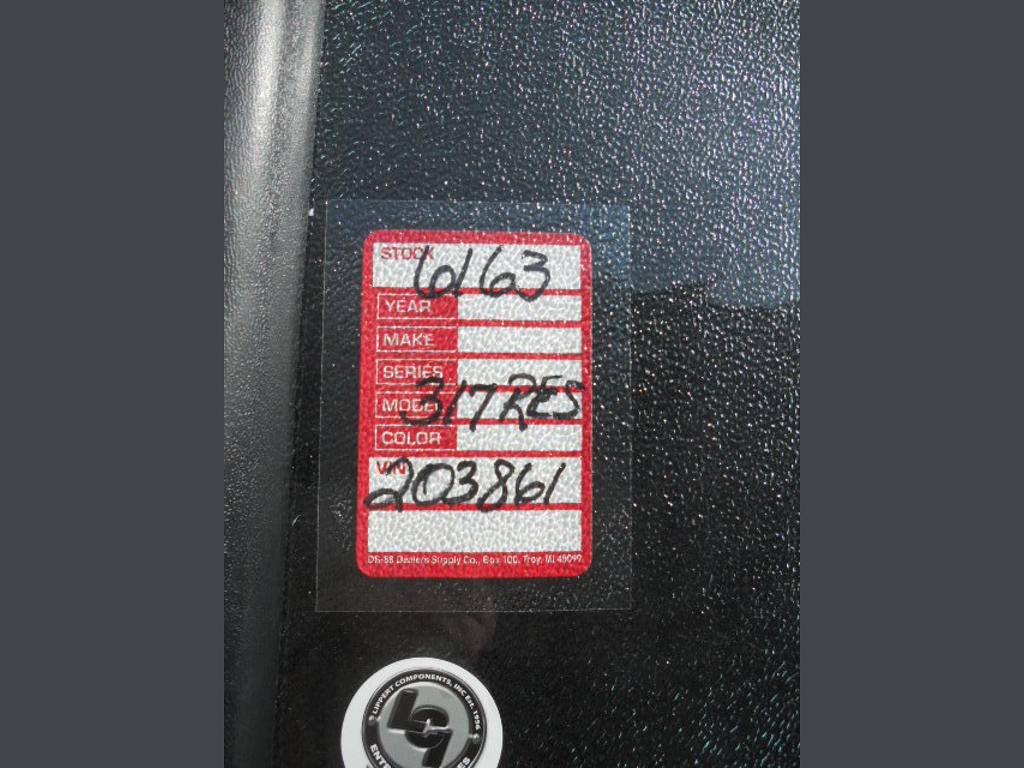 STOCK 6163
YEAR
MAKE
SERIES
MODEL 317RES
COLOR
VIN
203861
DS-58 Dealers Supply Co., Box 100, Troy, MI 48099
LIPPERT COMPONENTS, INC Est. 1956
LCI